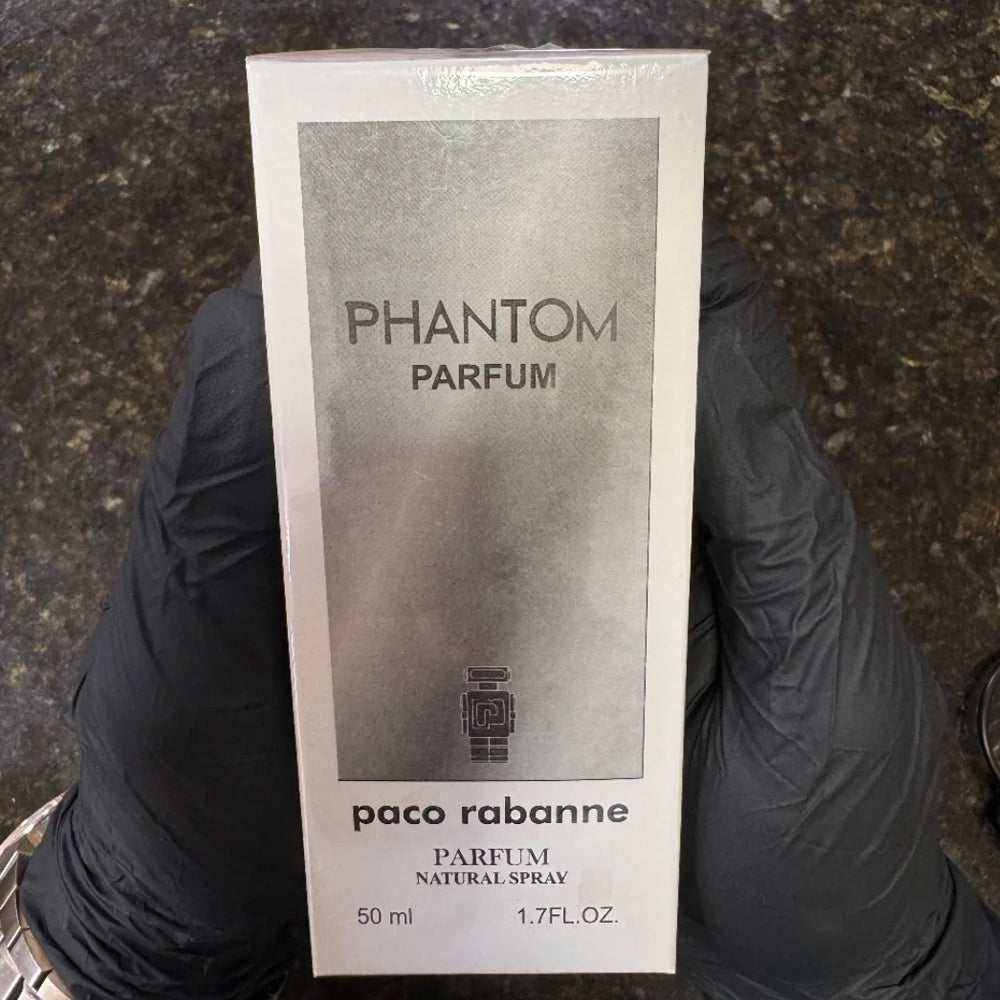 PHANTOM
PARFUM
paco rabanne
PARFUM
NATURAL SPRAY
50 ml 1.7FL.OZ.